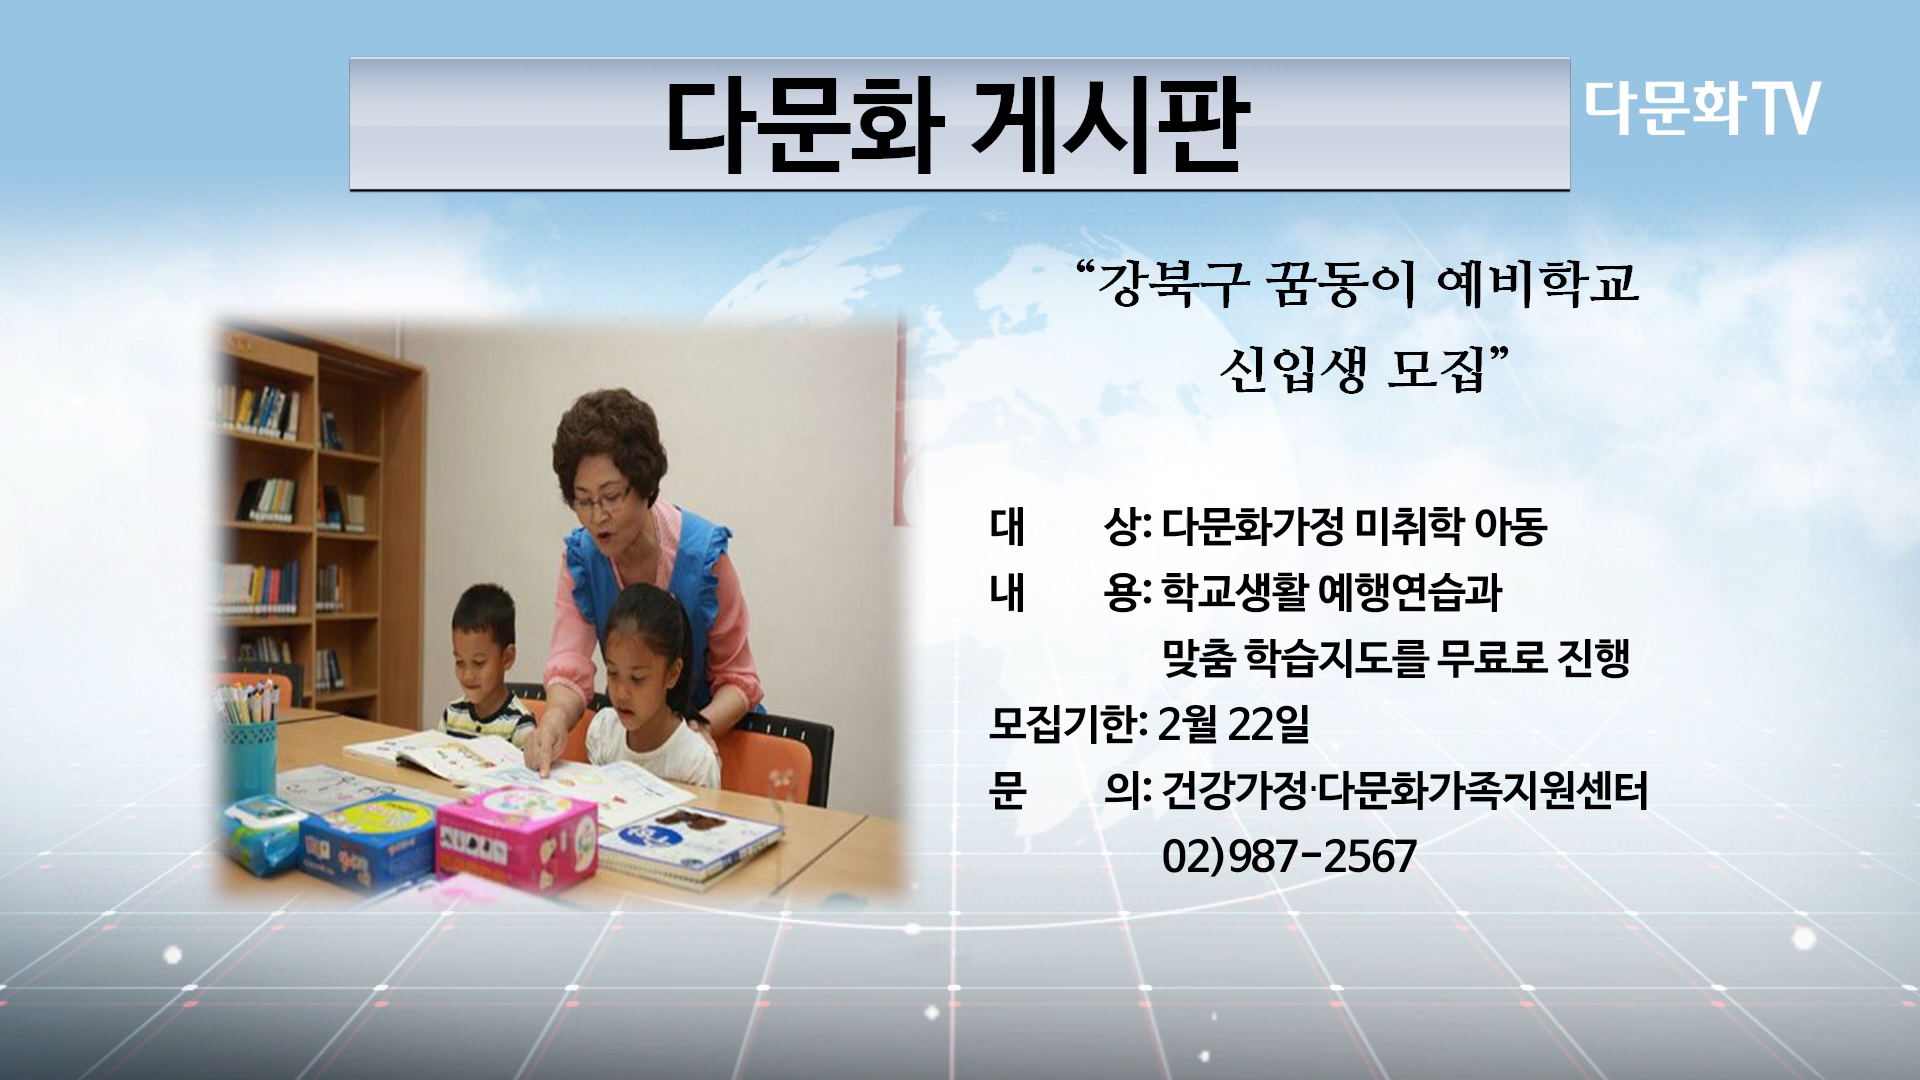 다문화 게시판
다문화TV
“강북구 꿈동이 예비학교
신입생 모집”
대 상: 다문화가정 미취학 아동
내 용: 학교생활 예행연습과
맞춤 학습지도를 무료로 진행
모집기한: 2월 22일
문 의: 건강가정·다문화가족지원센터
02)987-2567